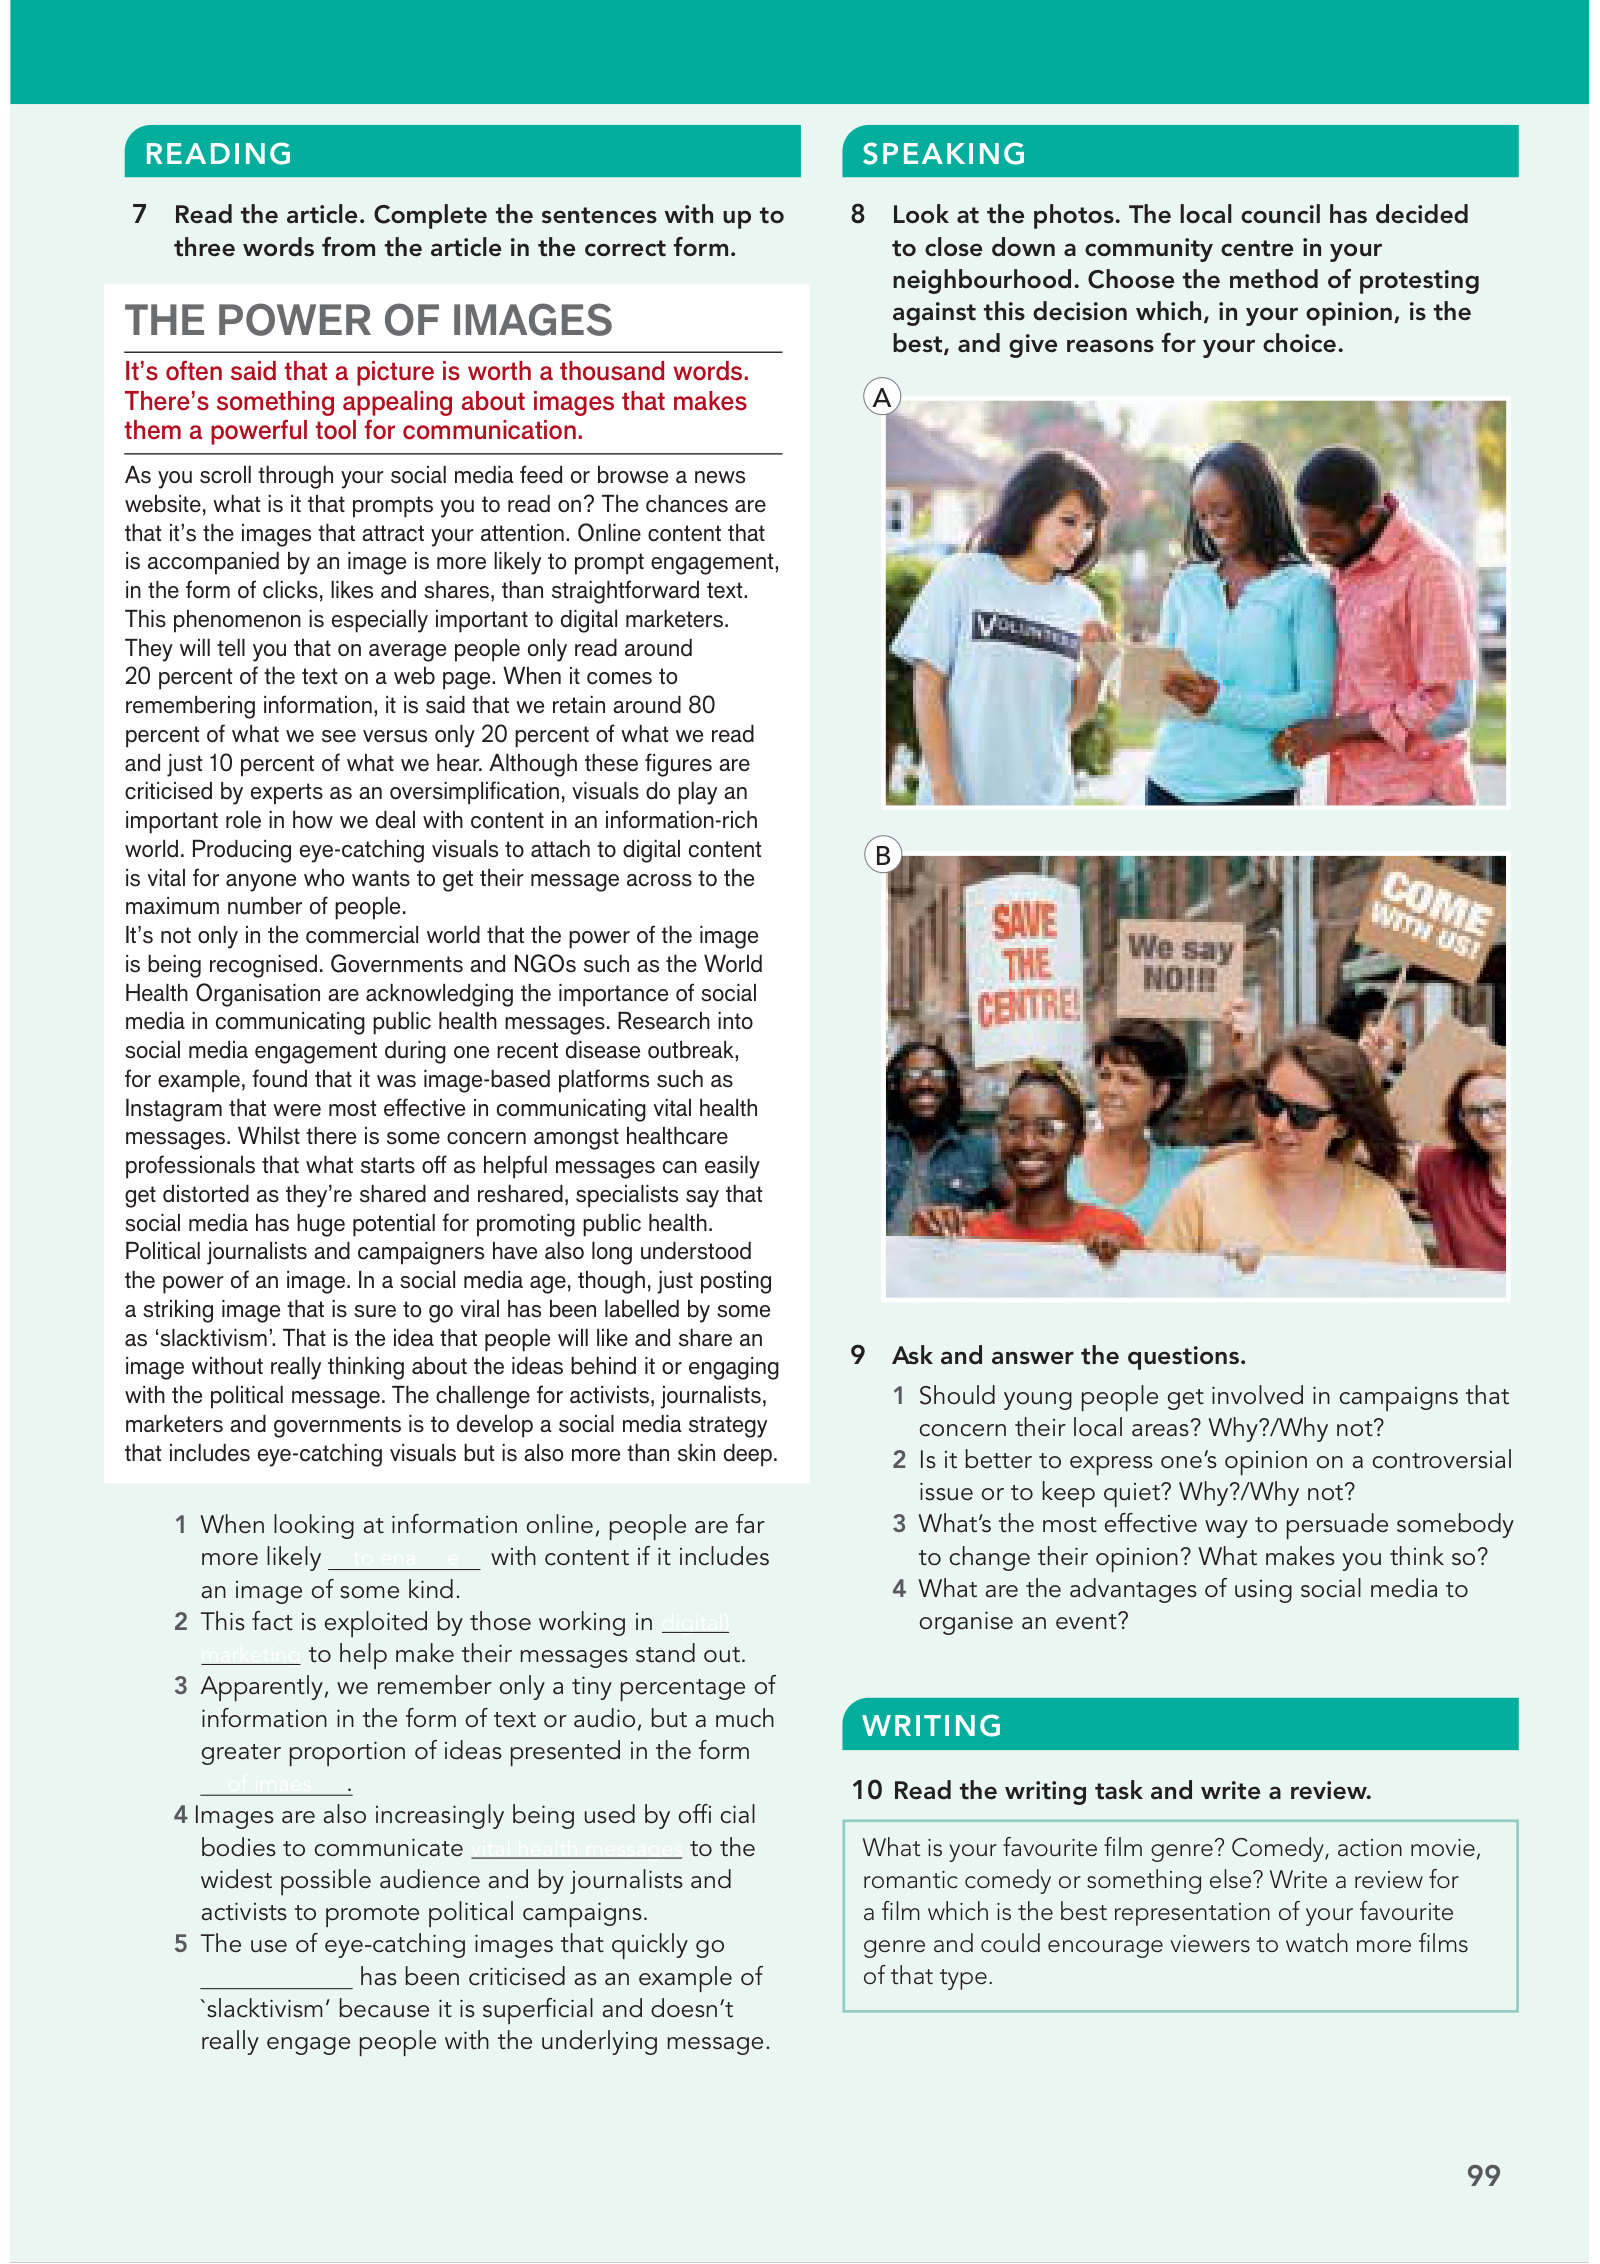 READING
7 Read the article. Complete the sentences with up to
three words from the article in the correct form.
THE POWER OF IMAGES
It's often said that a picture is worth a thousand words.
There's something appealing about images that makes
them a powerful tool for communication.
As you scroll through your social media feed or browse a news
website, what is it that prompts you to read on? The chances are
that it's the images that attract your attention. Online content that
is accompanied by an image is more likely to prompt engagement,
in the form of clicks, likes and shares, than straightforward text.
This phenomenon is especially important to digital marketers.
They will tell you that on average people only read around
20 percent of the text on a web page. When it comes to
remembering information, it is said that we retain around 80
percent of what we see versus only 20 percent of what we read
and just 10 percent of what we hear. Although these figures are
criticised by experts as an oversimplification, visuals do play an
important role in how we deal with content in an information-rich
world. Producing eye-catching visuals to attach to digital content
is vital for anyone who wants to get their message across to the
maximum number of people.
It's not only in the commercial world that the power of the image
is being recognised. Governments and NGOs such as the World
Health Organisation are acknowledging the importance of social
media in communicating public health messages. Research into
social media engagement during one recent disease outbreak,
for example, found that it was image-based platforms such as
Instagram that were most effective in communicating vital health
messages. Whilst there is some concern amongst healthcare
professionals that what starts off as helpful messages can easily
get distorted as they're shared and reshared, specialists say that
social media has huge potential for promoting public health.
Political journalists and campaigners have also long understood
the power of an image. In a social media age, though, just posting
a striking image that is sure to go viral has been labelled by some
as 'slacktivism'. That is the idea that people will like and share an
image without really thinking about the ideas behind it or engaging
with the political message. The challenge for activists, journalists,
marketers and governments is to develop a social media strategy
that includes eye-catching visuals but is also more than skin deep.
1 When looking at information online, people are far
more likely to ena e with content if it includes
an image of some kind.
2 This fact is exploited by those working in digital)
marketing to help make their messages stand out.
3 Apparently, we remember only a tiny percentage of
information in the form of text or audio, but a much
greater proportion of ideas presented in the form
of imaes .
4 Images are also increasingly being used by offi cial
bodies to communicate vital health messages to the
widest possible audience and by journalists and
activists to promote political campaigns.
5 The use of eye-catching images that quickly go
has been criticised as an example of
`slacktivism' because it is superficial and doesn't
really engage people with the underlying message.
SPEAKING
8 Look at the photos. The local council has decided
to close down a community centre in your
neighbourhood. Choose the method of protesting
against this decision which, in your opinion, is the
best, and give reasons for your choice.
A
VOLUNTEER
B
SAVE
THE
CENTRE!
We say
NO!!!
COME
WITH US!
9 Ask and answer the questions.
1 Should young people get involved in campaigns that
concern their local areas? Why?/Why not?
2 Is it better to express one's opinion on a controversial
issue or to keep quiet? Why?/Why not?
3 What's the most effective way to persuade somebody
to change their opinion? What makes you think so?
4 What are the advantages of using social media to
organise an event?
WRITING
10 Read the writing task and write a review.
What is your favourite film genre? Comedy, action movie,
romantic comedy or something else? Write a review for
a film which is the best representation of your favourite
genre and could encourage viewers to watch more films
of that type.
99